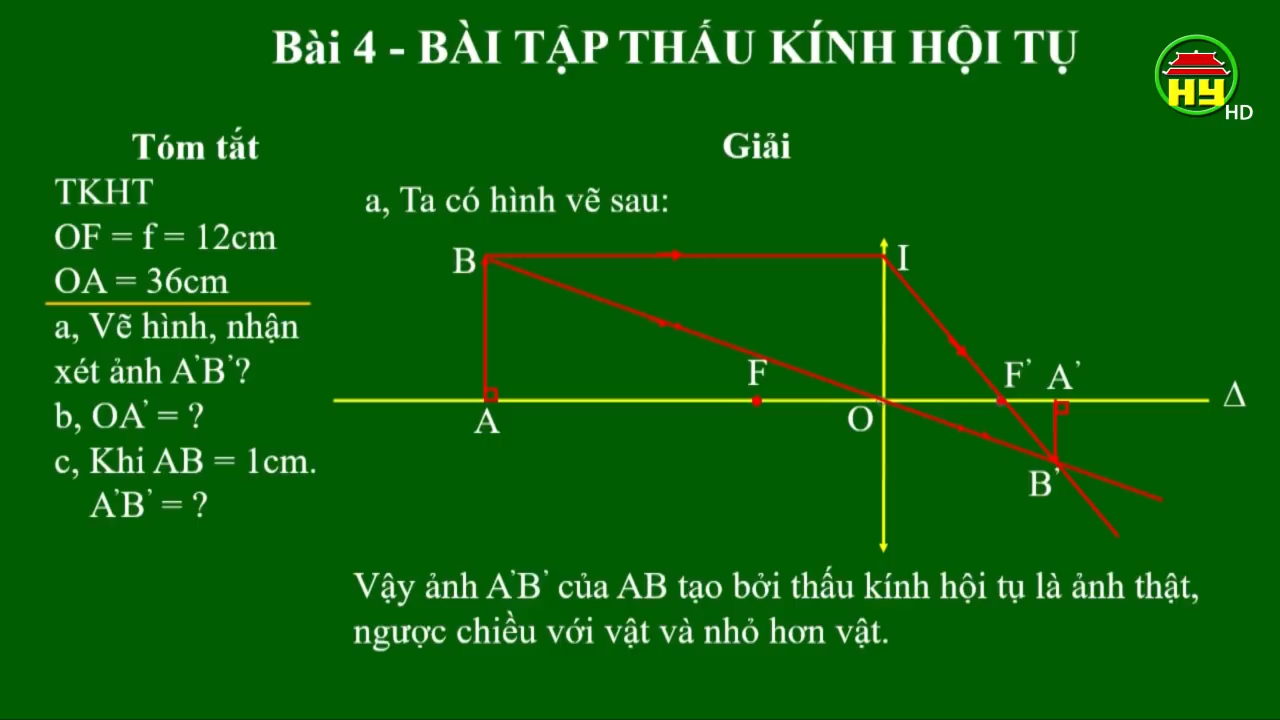 Bài 4 - BÀI TẬP THẤU KÍNH HỘI TỤ
HY
HD
Tóm tắt
TKHT
OF = f = 12cm
OA = 36cm
a, Vẽ hình, nhận
xét ảnh A’B’?
b, OA’ = ?
c, Khi AB = 1cm.
A’B’ = ?
Giải
a, Ta có hình vẽ sau:
B
I
F
F’
A’
Δ
A
O
B’
Vậy ảnh A’B’ của AB tạo bởi thấu kính hội tụ là ảnh thật,
ngược chiều với vật và nhỏ hơn vật.